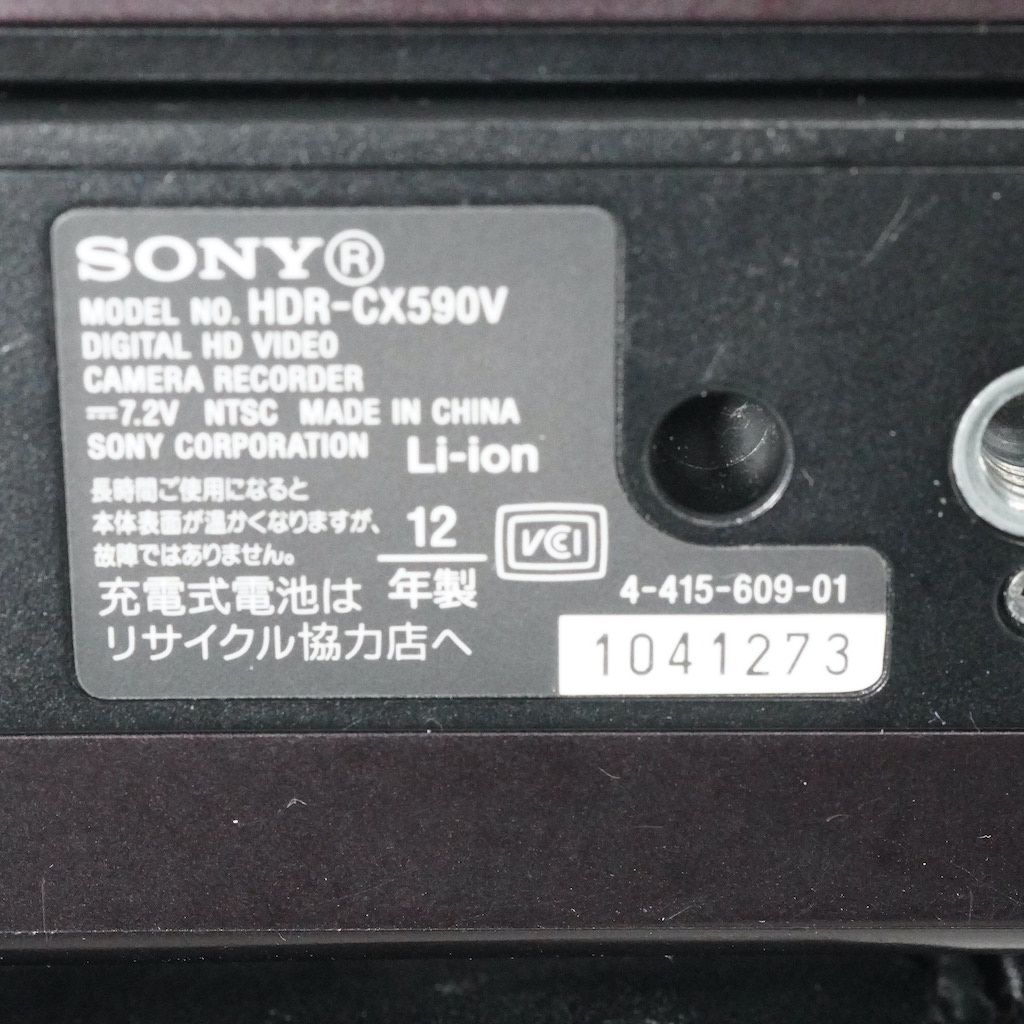 SONY®
MODEL NO. HDR-CX590V
DIGITAL HD VIDEO
CAMERA RECORDER
⎓7.2V NTSC MADE IN CHINA
SONY CORPORATION Li-ion
長時間ご使用になると
本体表面が温かくなりますが、
故障ではありません。
12
年製
VCI
充電式電池は
リサイクル協力店へ
4-415-609-01
1041273